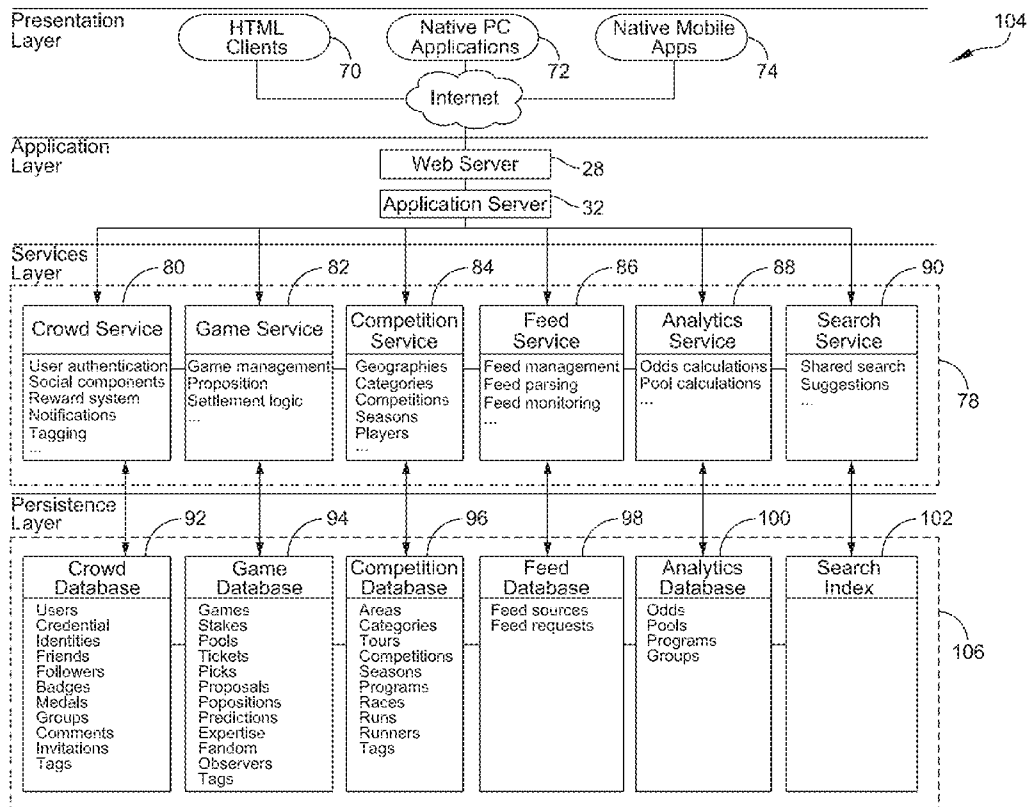 Presentation
Layer
HTML
Clients
70
Native PC
Applications
72
Native Mobile
Apps
74
104
Internet
Application
Layer
Web Server
28
Application Server
32
Services
Layer
80
82
84
86
88
90
Crowd Service
User authentication
Social components
Reward system
Notifications
Tagging
...
Game Service
Game management
Proposition
Settlement logic
...
Competition
Service
Geographies
Categories
Competitions
Seasons
Players
...
Feed
Service
Feed management
Feed parsing
Feed monitoring
...
Analytics
Service
Odds calculations
Pool calculations
...
Search
Service
Shared search
Suggestions
...
78
Persistence
Layer
92
94
96
98
100
102
Crowd
Database
Users
Credential
Identities
Friends
Followers
Badges
Medals
Groups
Comments
Invitations
Tags
Game
Database
Games
Stakes
Pools
Tickets
Picks
Proposals
Popositions
Predictions
Expertise
Fandom
Observers
Tags
Competition
Database
Areas
Categories
Tours
Competitions
Seasons
Programs
Races
Runs
Runners
Tags
Feed
Database
Feed sources
Feed requests
Analytics
Database
Odds
Pools
Programs
Groups
Search
Index
106